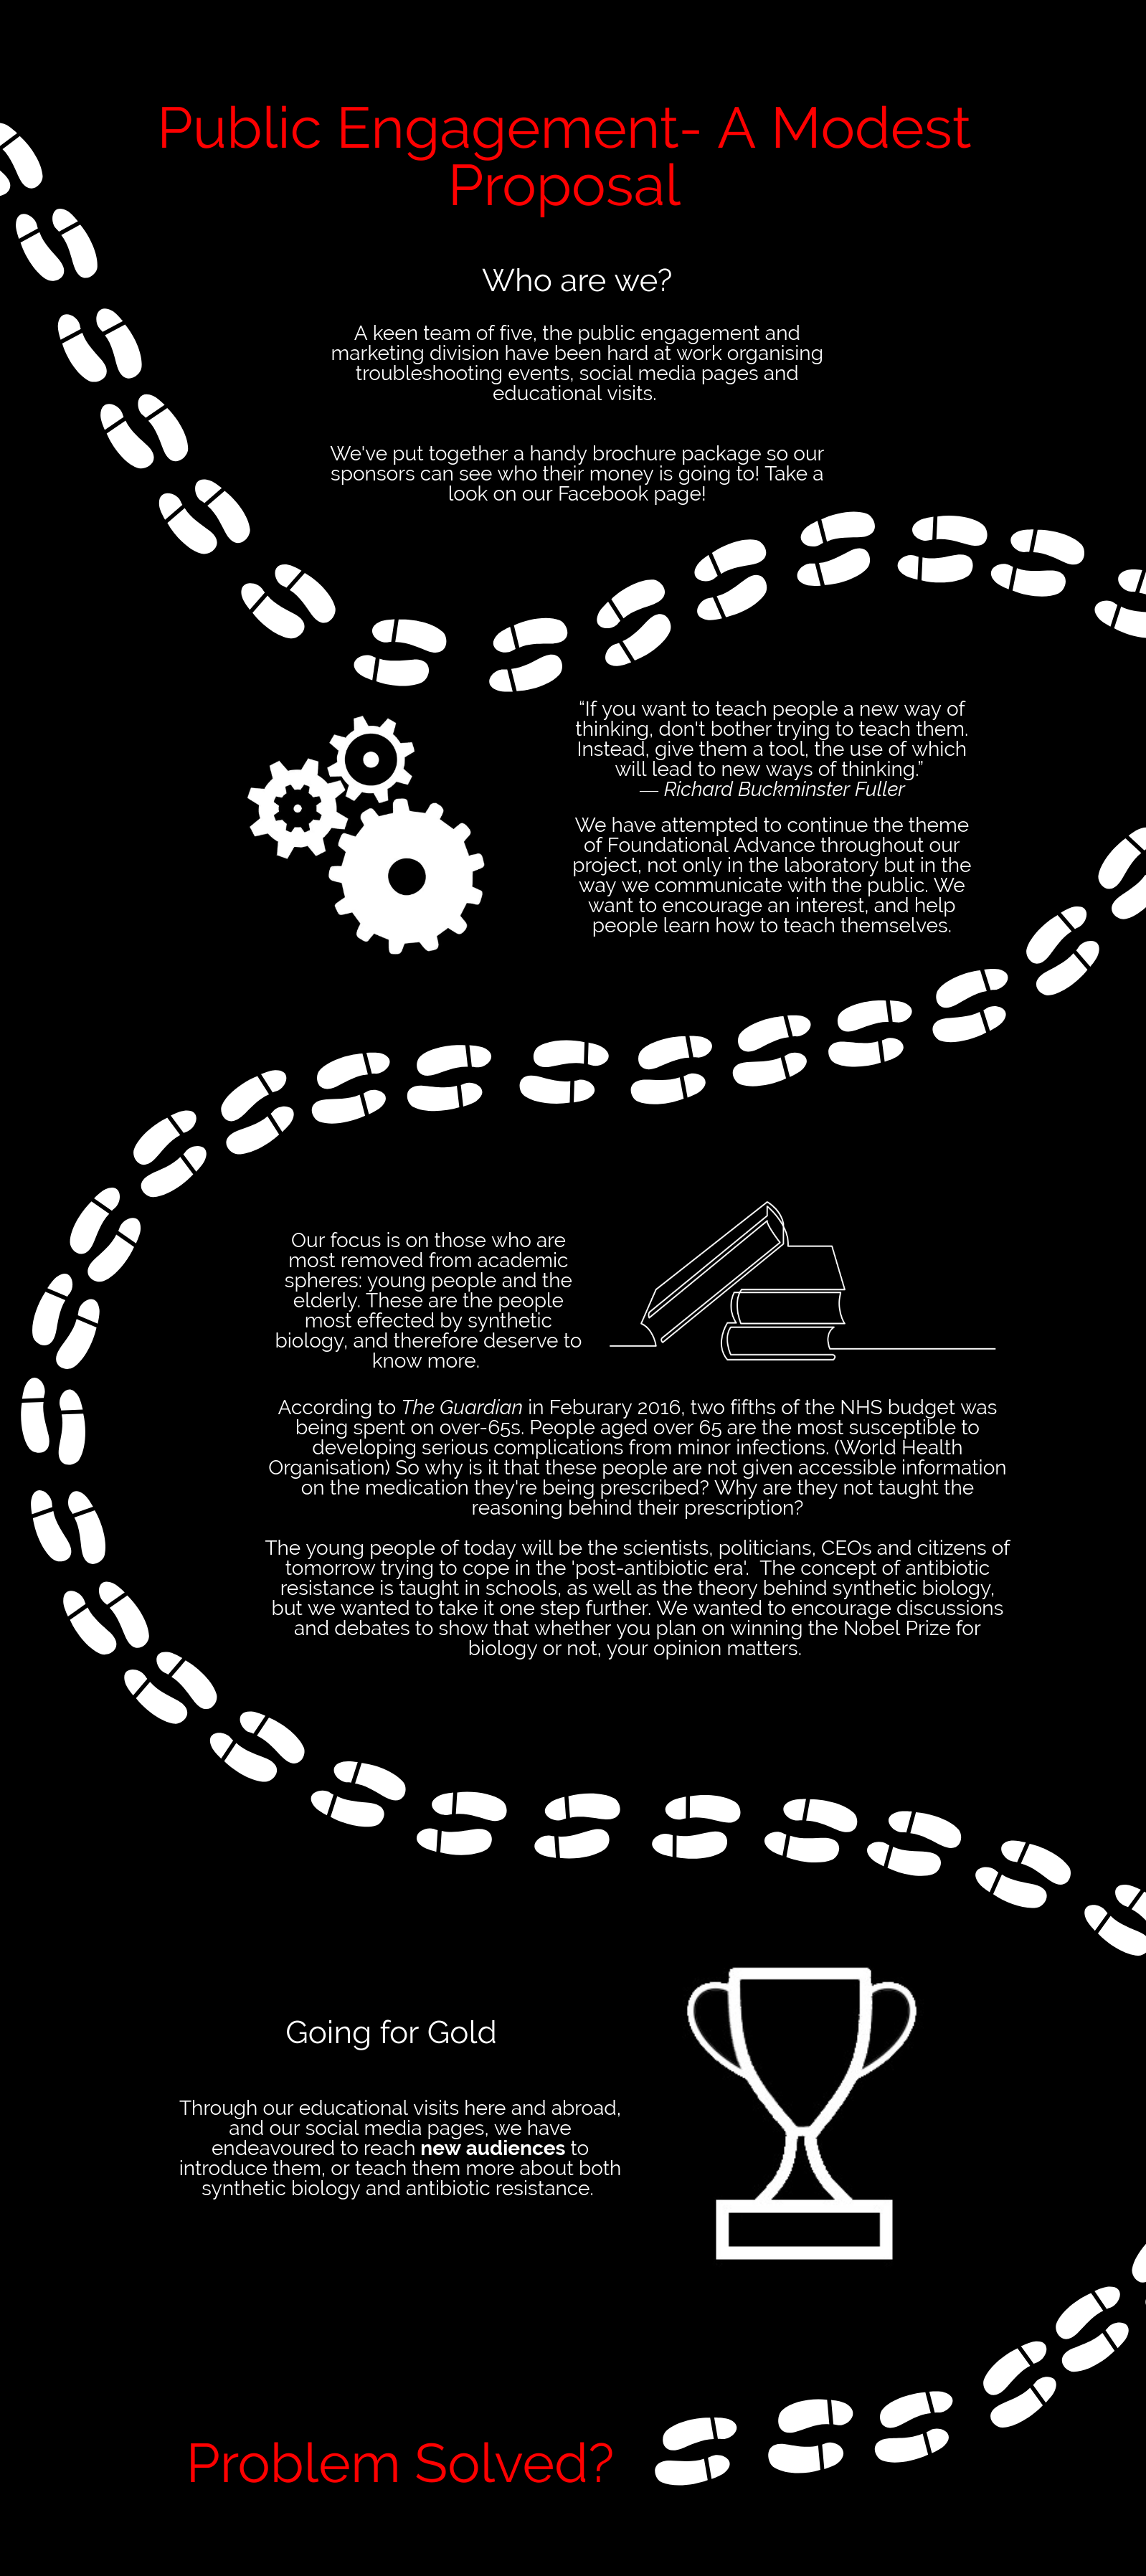 Public Engagement- A Modest
Proposal
Who are we?
A keen team of five, the public engagement and
marketing division have been hard at work organising
troubleshooting events, social media pages and
educational visits.
We've put together a handy brochure package so our
sponsors can see who their money is going to! Take a
look on our Facebook page!
“If you want to teach people a new way of
thinking, don't bother trying to teach them.
Instead, give them a tool, the use of which
will lead to new ways of thinking.”
― Richard Buckminster Fuller
We have attempted to continue the theme
of Foundational Advance throughout our
project, not only in the laboratory but in the
way we communicate with the public. We
want to encourage an interest, and help
people learn how to teach themselves.
Our focus is on those who are
most removed from academic
spheres: young people and the
elderly. These are the people
most effected by synthetic
biology, and therefore deserve to
know more.
According to The Guardian in Feburary 2016, two fifths of the NHS budget was
being spent on over-65s. People aged over 65 are the most susceptible to
developing serious complications from minor infections. (World Health
Organisation) So why is it that these people are not given accessible information
on the medication they're being prescribed? Why are they not taught the
reasoning behind their prescription?
The young people of today will be the scientists, politicians, CEOs and citizens of
tomorrow trying to cope in the 'post-antibiotic era'. The concept of antibiotic
resistance is taught in schools, as well as the theory behind synthetic biology,
but we wanted to take it one step further. We wanted to encourage discussions
and debates to show that whether you plan on winning the Nobel Prize for
biology or not, your opinion matters.
Going for Gold
Through our educational visits here and abroad,
and our social media pages, we have
endeavoured to reach new audiences to
introduce them, or teach them more about both
synthetic biology and antibiotic resistance.
Problem Solved?